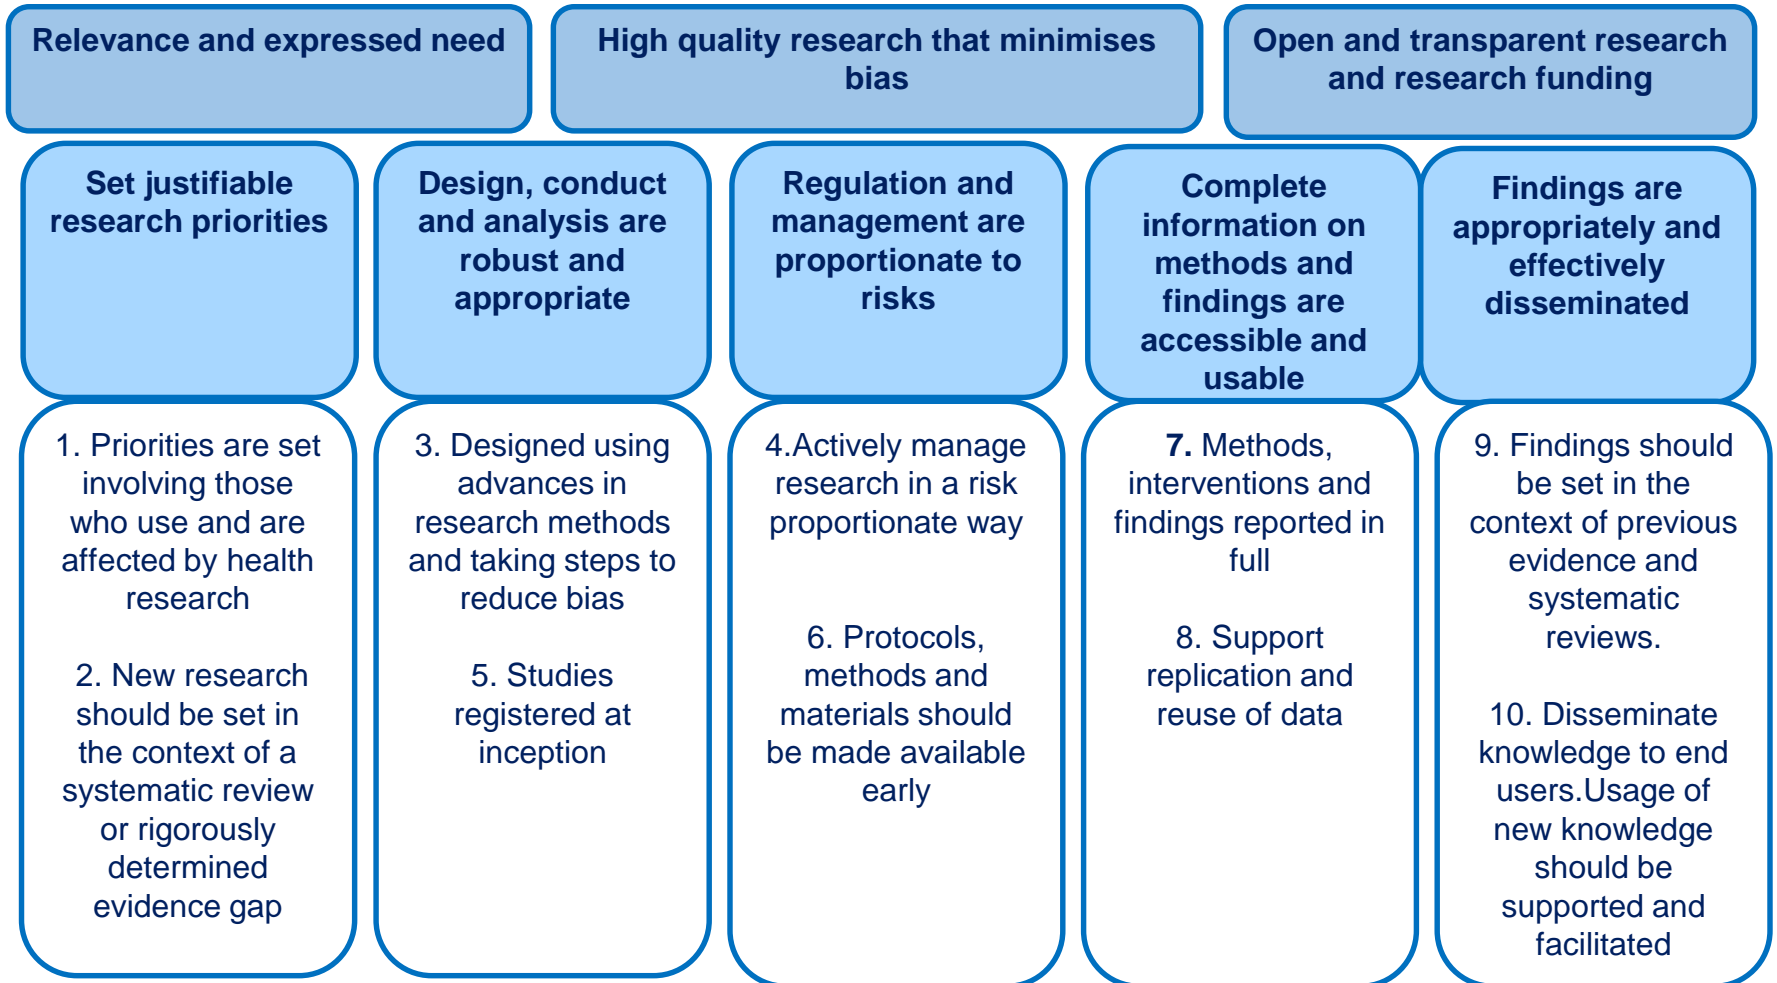 Relevance and expressed need
High quality research that minimises
bias
Open and transparent research
and research funding
Set justifiable
research priorities
Design, conduct
and analysis are
robust and
appropriate
Regulation and
management are
proportionate to
risks
Complete
information on
methods and
findings are
accessible and
usable
Findings are
appropriately and
effectively
disseminated
1. Priorities are set
involving those
who use and are
affected by health
research
2. New research
should be set in
the context of a
systematic review
or rigorously
determined
evidence gap
3. Designed using
advances in
research methods
and taking steps to
reduce bias
5. Studies
registered at
inception
4.Actively manage
research in a risk
proportionate way
6. Protocols,
methods and
materials should
be made available
early
7. Methods,
interventions and
findings reported in
full
8. Support
replication and
reuse of data
9. Findings should
be set in the
context of previous
evidence and
systematic
reviews.
10. Disseminate
knowledge to end
users.Usage of
new knowledge
should be
supported and
facilitated